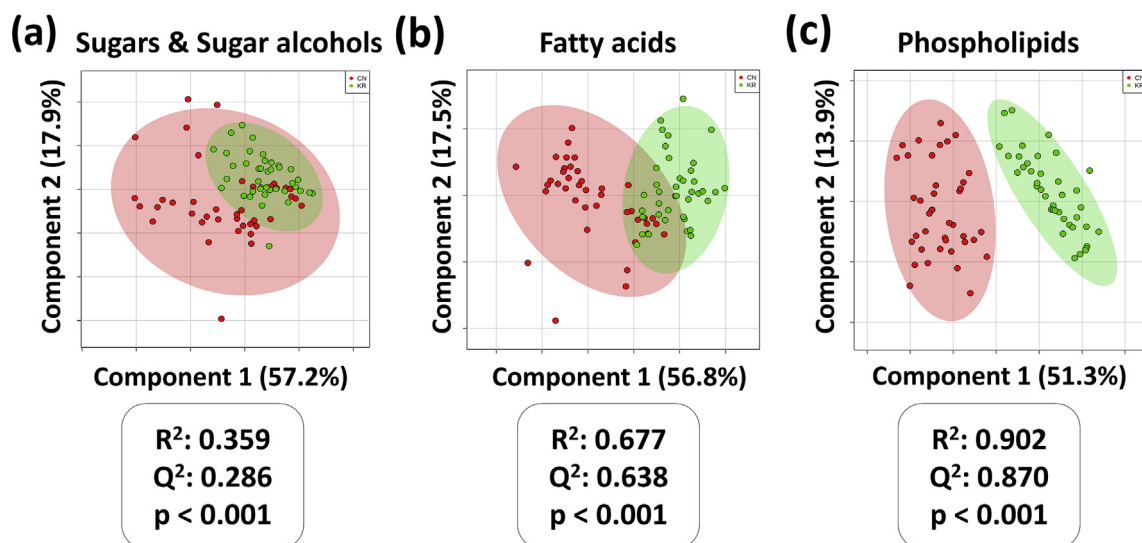 (a) Sugars & Sugar alcohols
CN
KR
Component 2 (17.9%)
Component 1 (57.2%)
R²: 0.359
Q²: 0.286
p < 0.001
(b) Fatty acids
CN
KR
Component 2 (17.5%)
Component 1 (56.8%)
R²: 0.677
Q²: 0.638
p < 0.001
(c) Phospholipids
CN
KR
Component 2 (13.9%)
Component 1 (51.3%)
R²: 0.902
Q²: 0.870
p < 0.001